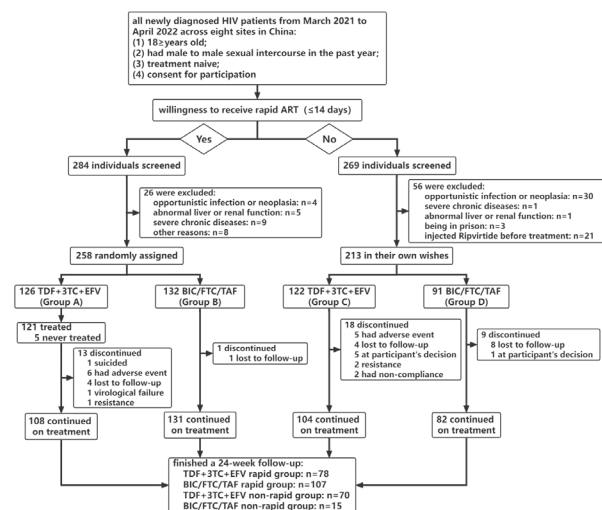 all newly diagnosed HIV patients from March 2021 to
April 2022 across eight sites in China:
(1) 18≥years old;
(2) had male to male sexual intercourse in the past year;
(3) treatment naive;
(4) consent for participation
willingness to receive rapid ART (≤14 days)
Yes
No
284 individuals screened
269 individuals screened
26 were excluded:
opportunistic infection or neoplasia: n=4
abnormal liver or renal function: n=5
severe chronic diseases: n=9
other reasons: n=8
56 were excluded:
opportunistic infection or neoplasia: n=30
severe chronic diseases: n=1
abnormal liver or renal function: n=1
being in prison: n=3
injected Ripvirtide before treatment: n=21
258 randomly assigned
213 in their own wishes
126 TDF+3TC+EFV
(Group A)
132 BIC/FTC/TAF
(Group B)
122 TDF+3TC+EFV
(Group C)
91 BIC/FTC/TAF
(Group D)
121 treated
5 never treated
13 discontinued
1 suicided
6 had adverse event
4 lost to follow-up
1 virological failure
1 resistance
1 discontinued
1 lost to follow-up
18 discontinued
5 had adverse event
4 lost to follow-up
5 at participant's decision
2 resistance
2 had non-compliance
9 discontinued
8 lost to follow-up
1 at participant's decision
108 continued
on treatment
131 continued
on treatment
104 continued
on treatment
82 continued
on treatment
finished a 24-week follow-up:
TDF+3TC+EFV rapid group: n=78
BIC/FTC/TAF rapid group: n=107
TDF+3TC+EFV non-rapid group: n=70
BIC/FTC/TAF non-rapid group: n=15